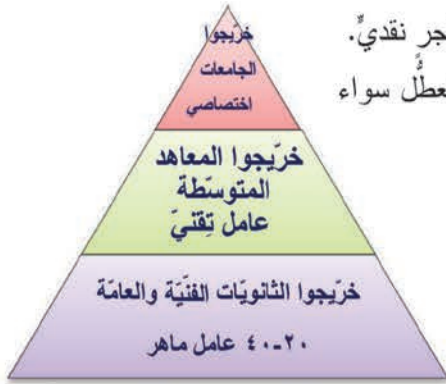 جر نقديٌّ.
عطلٌ سواء
خرّيجوا
الجامعات
اختصاصي
خرّيجوا المعاهد
المتوسّطة
عامل تِقنيّ
خرّيجوا الثانويّات الفنّيّة والعامّة
٢٠-٤٠ عامل ماهر